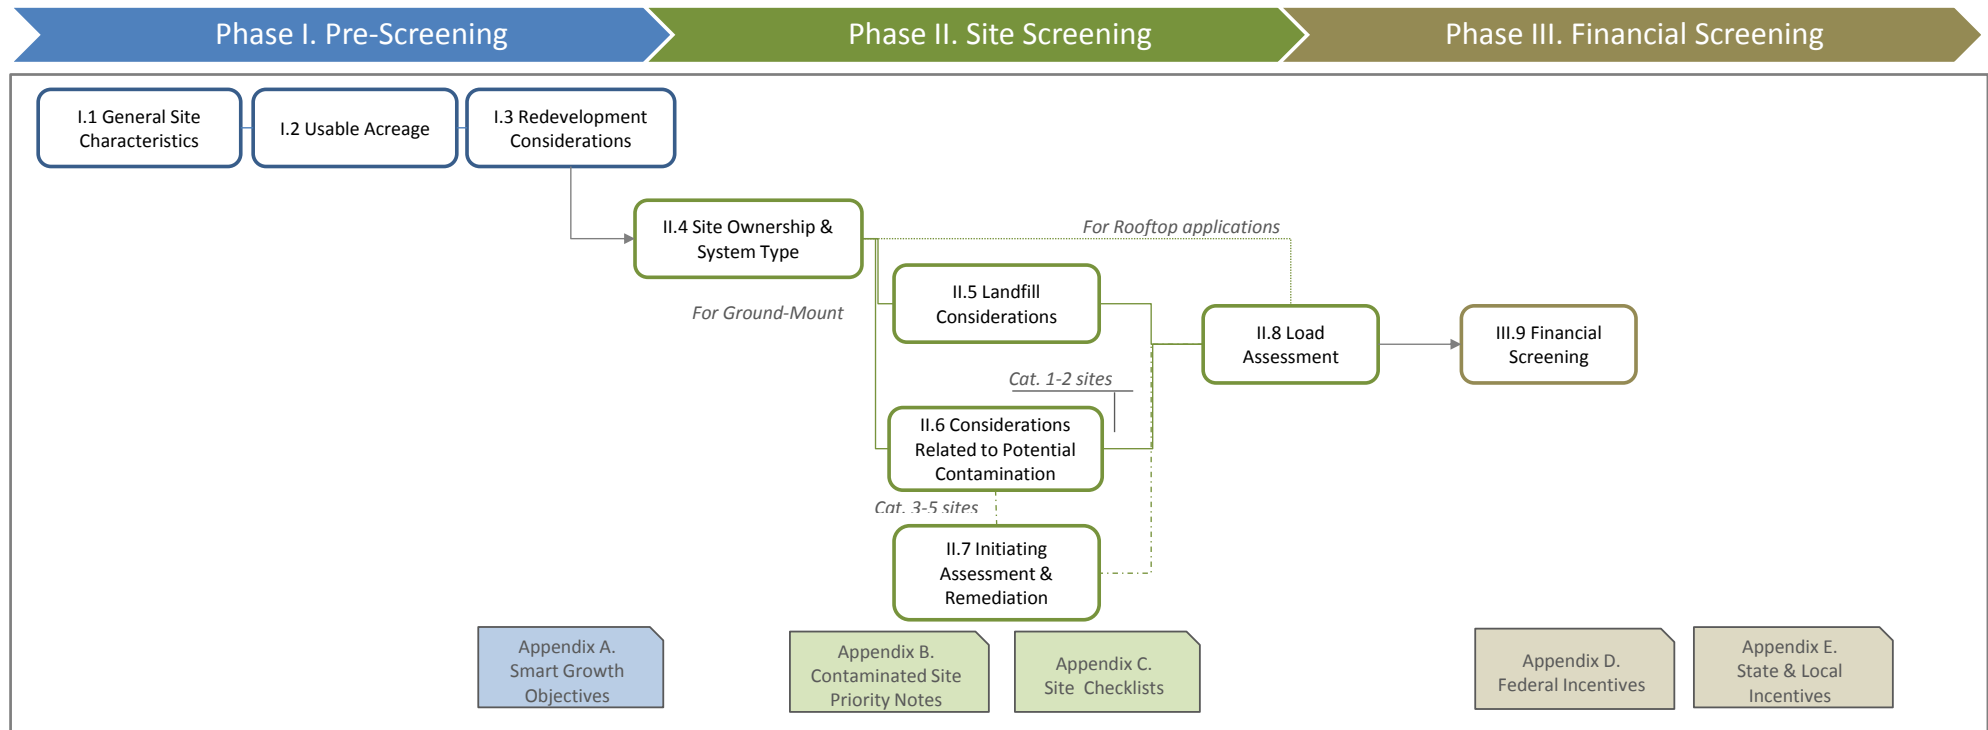 Phase I. Pre-Screening
Phase II. Site Screening
Phase III. Financial Screening
I.1 General Site
Characteristics
I.2 Usable Acreage
I.3 Redevelopment
Considerations
II.4 Site Ownership &
System Type
For Rooftop applications
For Ground-Mount
II.5 Landfill
Considerations
II.8 Load
Assessment
III.9 Financial
Screening
Cat. 1-2 sites
II.6 Considerations
Related to Potential
Contamination
Cat. 3-5 sites
II.7 Initiating
Assessment &
Remediation
Appendix A.
Smart Growth
Objectives
Appendix B.
Contaminated Site
Priority Notes
Appendix C.
Site Checklists
Appendix D.
Federal Incentives
Appendix E.
State & Local
Incentives